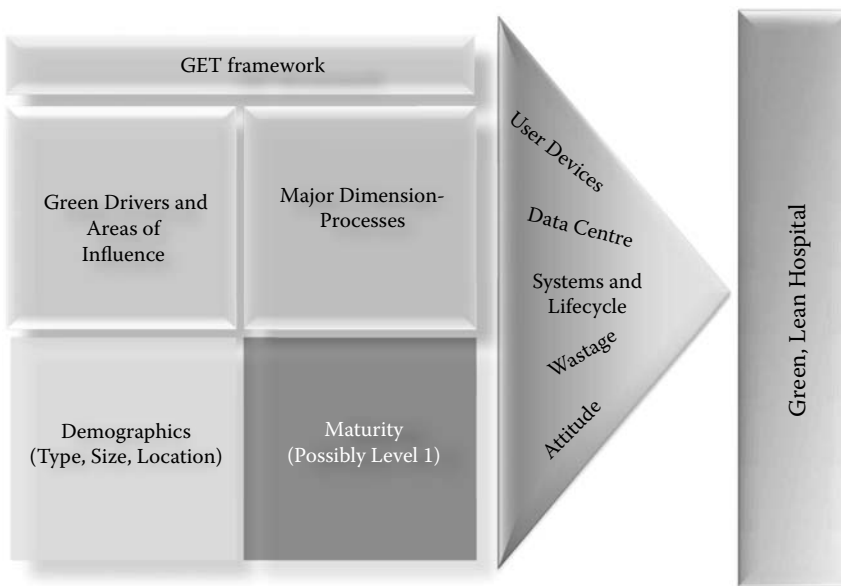 GET framework
Green Drivers and
Areas of
Influence
Major Dimension-
Processes
Demographics
(Type, Size, Location)
Maturity
(Possibly Level 1)
User Devices
Data Centre
Systems and
Lifecycle
Wastage
Attitude
Green, Lean Hospital